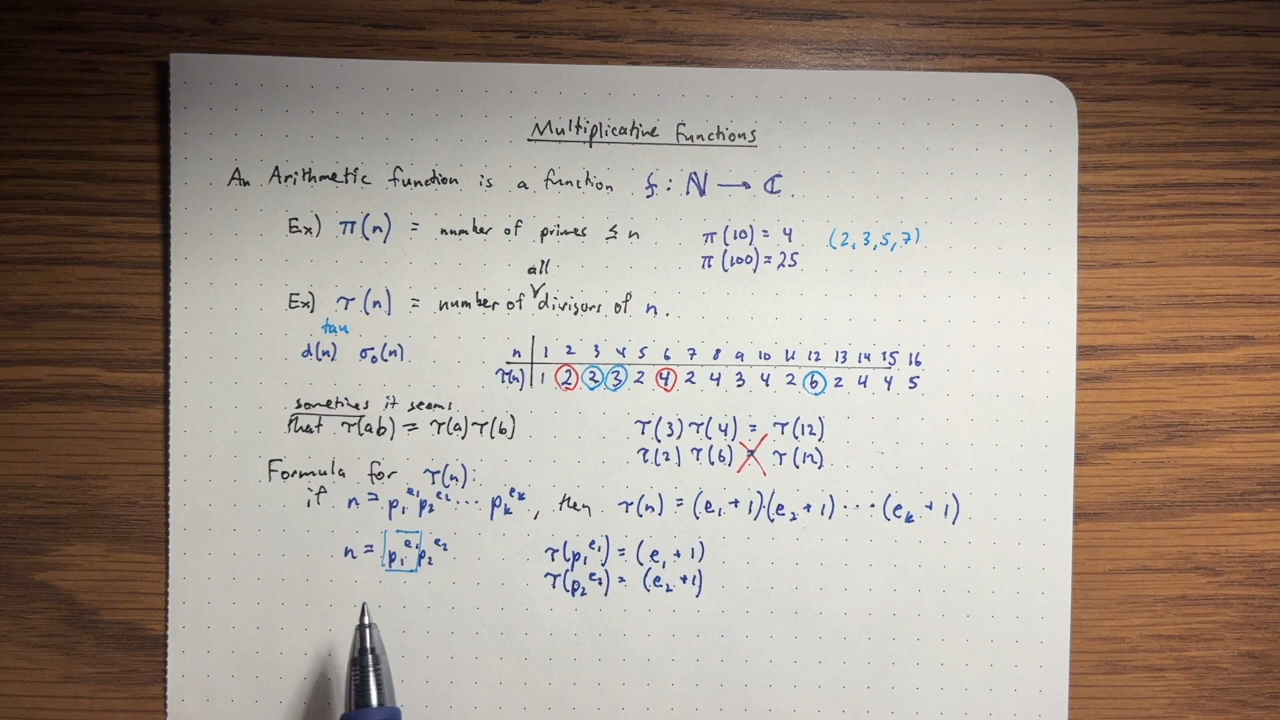 Multiplicative Functions
An Arithmetic function is a function f : ℕ → ℂ.
Ex) π(n) = number of primes ≤ n
π(10) = 4 (2, 3, 5, 7)
π(100) = 25
all
Ex) τ(n) = number of divisors of n.
tau
d(n) σ₀(n)
n 1 2 3 4 5 6 7 8 9 10 11 12 13 14 15 16
τ(n) 1 2 2 3 2 4 2 4 3 4 2 6 2 4 4 5
sometimes it seems
that τ(ab) = τ(a)τ(b)
τ(3) τ(4) = τ(12)
τ(2) τ(6) = τ(12)
Formula for τ(n):
if n = p₁^e₁ p₂^e₂ ... pₖ^eₖ, then τ(n) = (e₁ + 1)·(e₂ + 1) ··· (eₖ + 1)
n = p₁^e₁ p₂^e₂
τ(p₁^e₁) = (e₁ + 1)
τ(p₂^e₂) = (e₂ + 1)